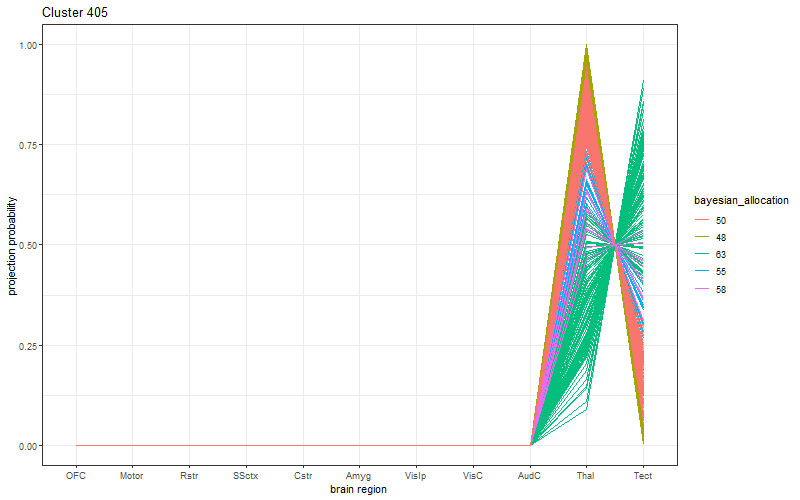 Cluster 405
1.00
0.75
0.50
0.25
0.00
projection probability
OFC Motor Rstr SSctx Cstr Amyg VisIp VisC AudC Thal Tect
brain region
bayesian_allocation
50
48
63
55
58